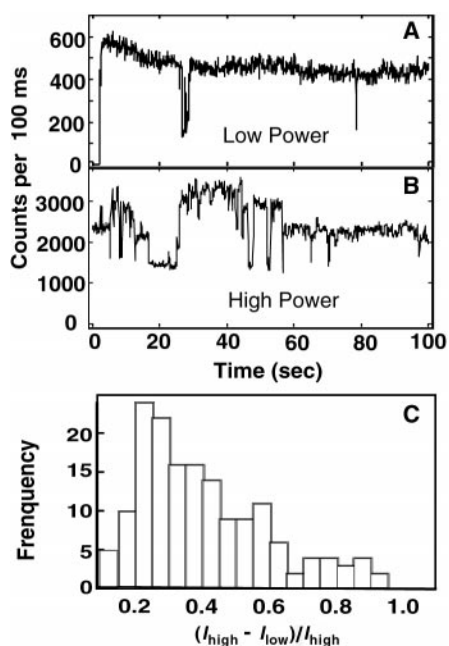 A
600
400
200
0
Low Power
Counts per 100 ms
B
3000
2000
1000
0
High Power
0 20 40 60 80 100
Time (sec)
C
20
15
10
5
0
Frenquency
0.2 0.4 0.6 0.8 1.0
(Ihigh - Ilow)/Ihigh